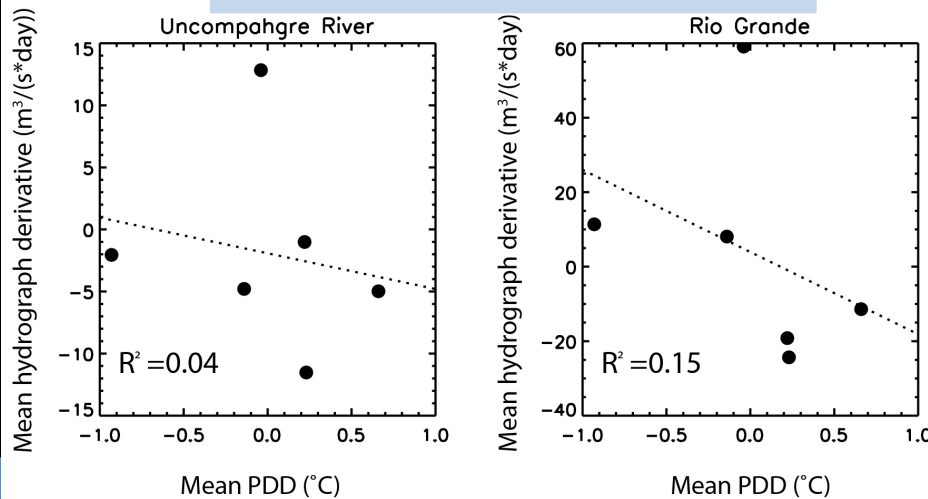 Uncompahgre River
Mean hydrograph derivative (m³/(s*day))
15
10
5
0
−5
−10
−15
R² =0.04
−1.0 −0.5 0.0 0.5 1.0
Mean PDD (˚C)
Rio Grande
Mean hydrograph derivative (m³/(s*day)
60
40
20
0
−20
−40
R² =0.15
−1.0 −0.5 0.0 0.5 1.0
Mean PDD (˚C)